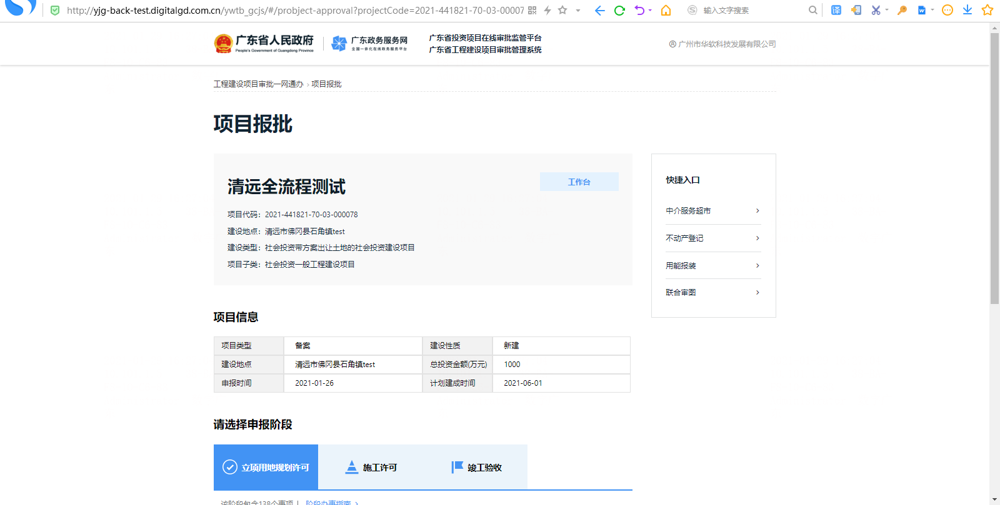 http://yjg-back-test.digitalgd.com.cn/ywtb_gcjs/#/probject-approval?projectCode=2021-441821-70-03-00007
输入文字搜索
译
广东省人民政府
People's Government of Guangdong Province
广东政务服务网
全国一体化在线政务服务平台
广东省投资项目在线审批监管平台
广东省工程建设项目审批管理系统
广州市华软科技发展有限公司
工程建设项目审批一网通办 › 项目报批
项目报批
清远全流程测试
工作台
项目代码：2021-441821-70-03-000078
建设地点：清远市佛冈县石角镇test
建设类型：社会投资带方案出让土地的社会投资建设项目
项目子类：社会投资一般工程建设项目
快捷入口
中介服务超市
不动产登记
用能报装
联合审图
项目信息
项目类型 备案 建设性质 新建
建设地点 清远市佛冈县石角镇test 总投资金额(万元) 1000
申报时间 2021-01-26 计划建成时间 2021-06-01
请选择申报阶段
立项用地规划许可 施工许可 竣工验收
该阶段包含138个事项 | 阶段办事指南 ›